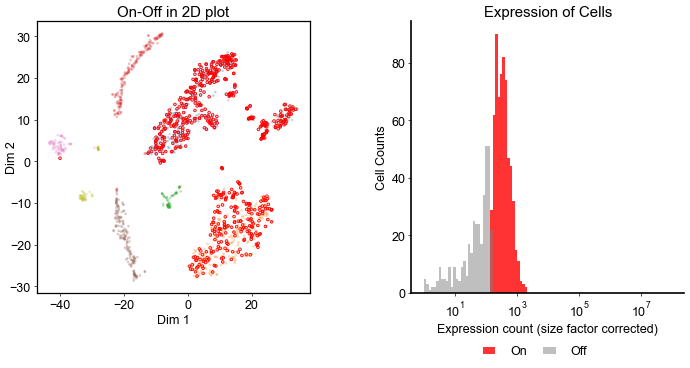 On-Off in 2D plot
Dim 2
30
20
10
0
−10
−20
−30
−40
−20
0
20
Dim 1
Expression of Cells
Cell Counts
80
60
40
20
0
10^1
10^3
10^5
10^7
Expression count (size factor corrected)
On
Off